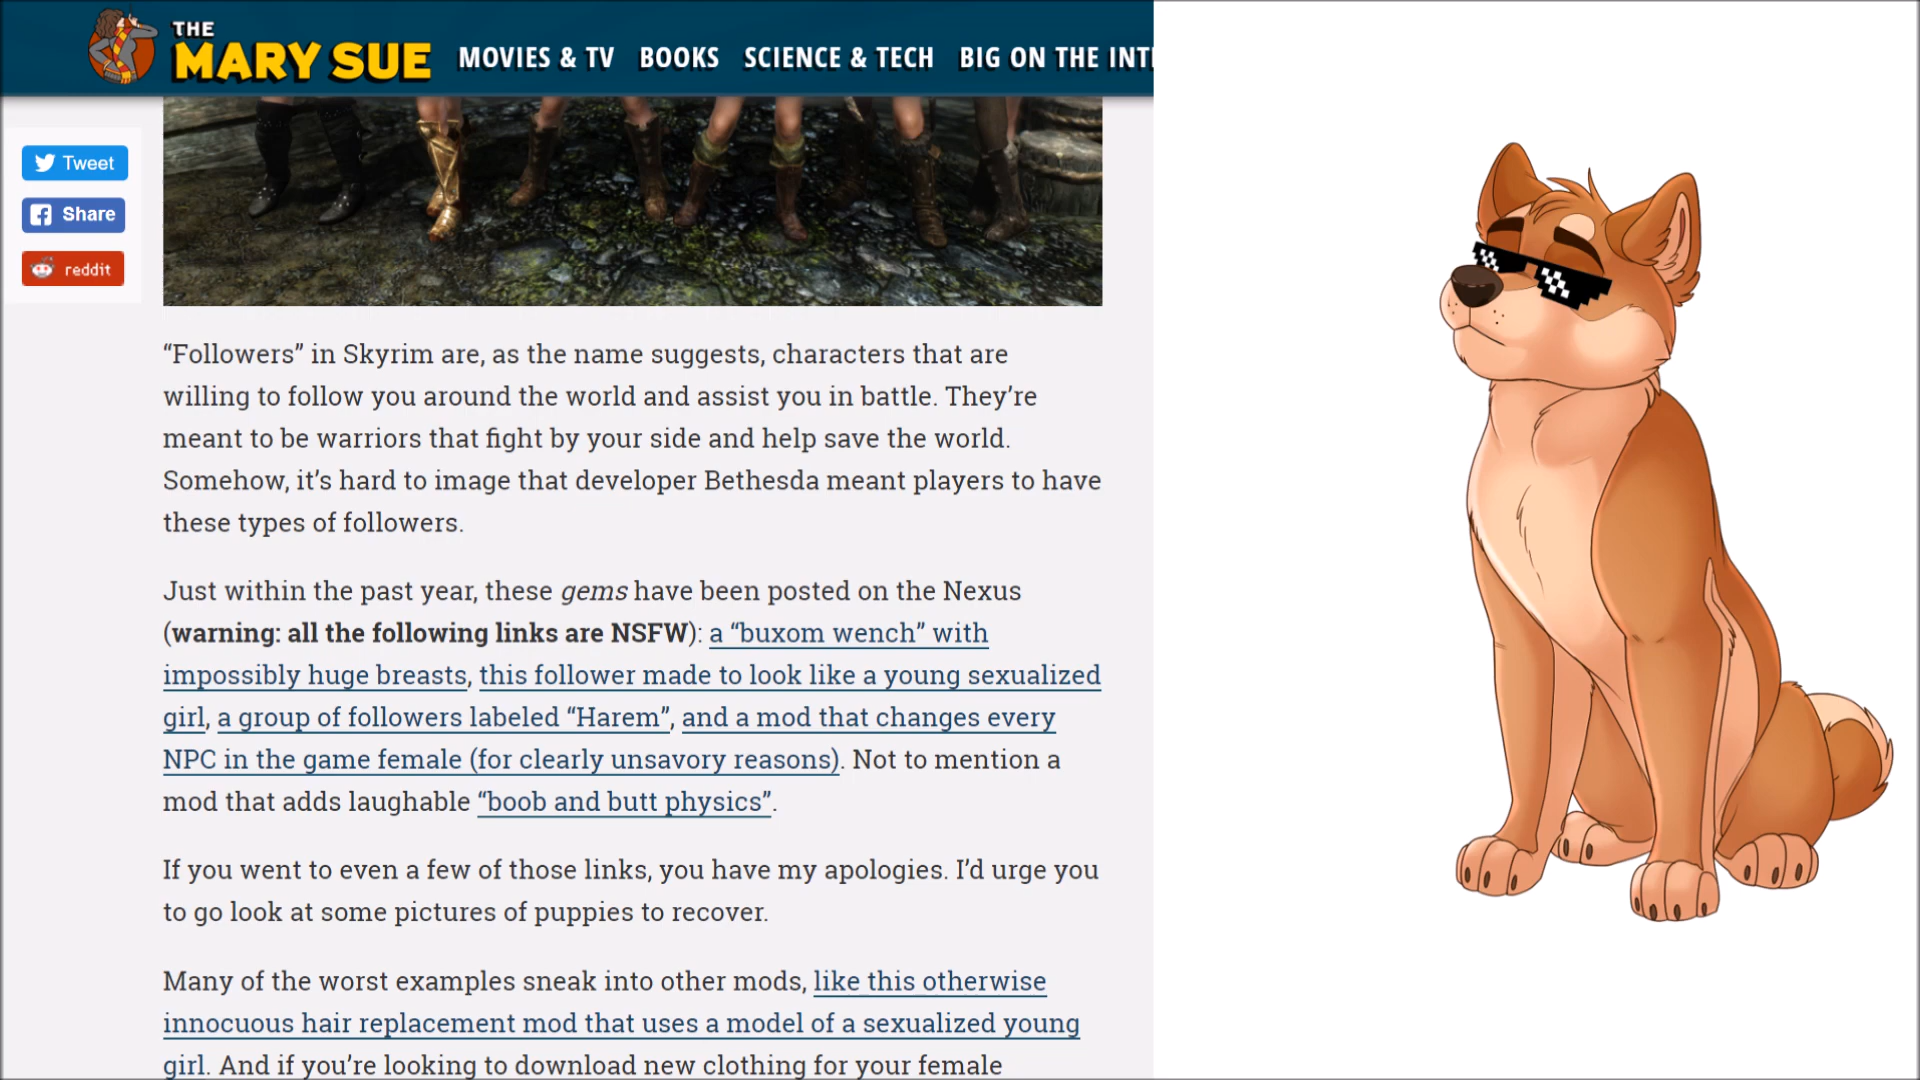 THE
MARY SUE
MOVIES & TV BOOKS SCIENCE & TECH BIG ON THE INT
Tweet
Share
reddit
“Followers” in Skyrim are, as the name suggests, characters that are
willing to follow you around the world and assist you in battle. They’re
meant to be warriors that fight by your side and help save the world.
Somehow, it’s hard to image that developer Bethesda meant players to have
these types of followers.
Just within the past year, these gems have been posted on the Nexus
(warning: all the following links are NSFW): a “buxom wench” with
impossibly huge breasts, this follower made to look like a young sexualized
girl, a group of followers labeled “Harem”, and a mod that changes every
NPC in the game female (for clearly unsavory reasons). Not to mention a
mod that adds laughable “boob and butt physics”.
If you went to even a few of those links, you have my apologies. I’d urge you
to go look at some pictures of puppies to recover.
Many of the worst examples sneak into other mods, like this otherwise
innocuous hair replacement mod that uses a model of a sexualized young
girl. And if you’re looking to download new clothing for your female